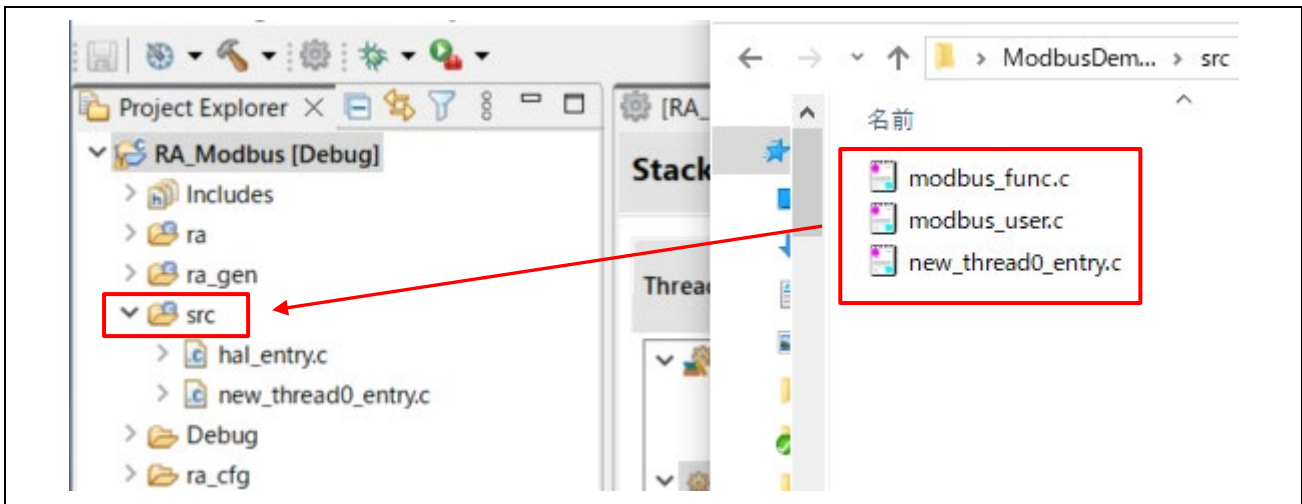 Project Explorer
RA_Modbus [Debug]
Includes
ra
ra_gen
src
hal_entry.c
new_thread0_entry.c
Debug
ra_cfg
[RA_
Stack
Threa
ModbusDem... > src
名前
modbus_func.c
modbus_user.c
new_thread0_entry.c